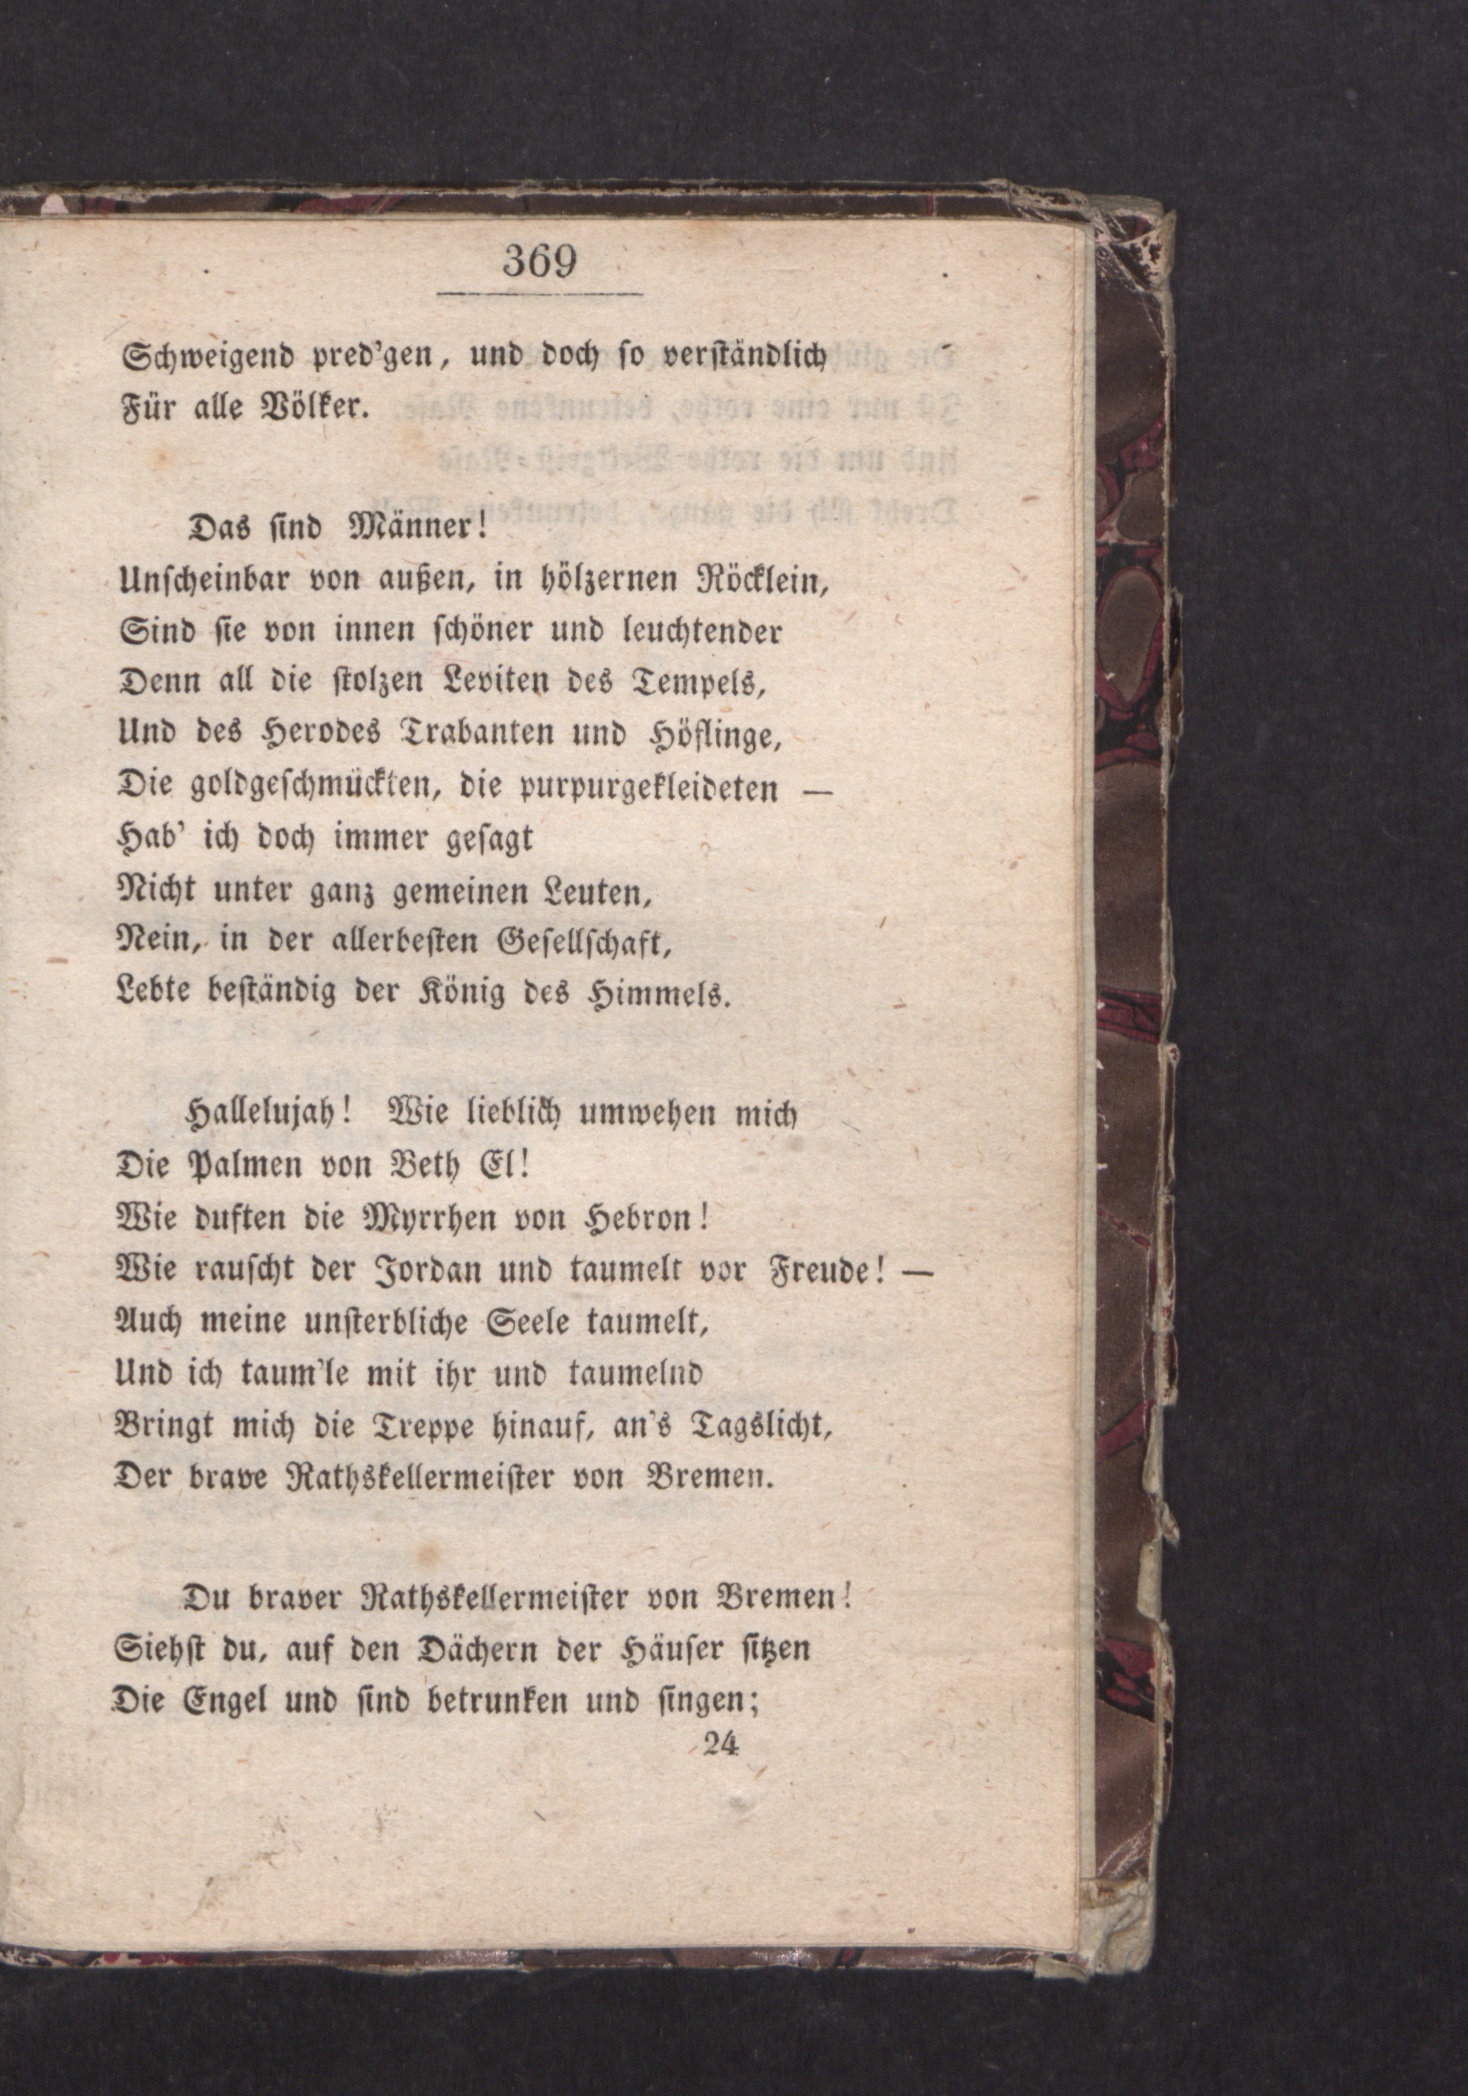 369
Schweigend pred'gen, und doch so verständlich
Für alle Völker.
Das sind Männer!
Unscheinbar von außen, in hölzernen Röcklein,
Sind sie von innen schöner und leuchtender
Denn all die stolzen Leviten des Tempels,
Und des Herodes Trabanten und Höflinge,
Die goldgeschmückten, die purpurgekleideten —
Hab' ich doch immer gesagt
Nicht unter ganz gemeinen Leuten,
Nein, in der allerbesten Gesellschaft,
Lebte beständig der König des Himmels.
Hallelujah! Wie lieblich umwehen mich
Die Palmen von Beth El!
Wie duften die Myrrhen von Hebron!
Wie rauscht der Jordan und taumelt vor Freude! —
Auch meine unsterbliche Seele taumelt,
Und ich taum'le mit ihr und taumelnd
Bringt mich die Treppe hinauf, an's Tagslicht,
Der brave Rathskellermeister von Bremen.
Du braver Rathskellermeister von Bremen!
Siehst du, auf den Dächern der Häuser sitzen
Die Engel und sind betrunken und singen;
24